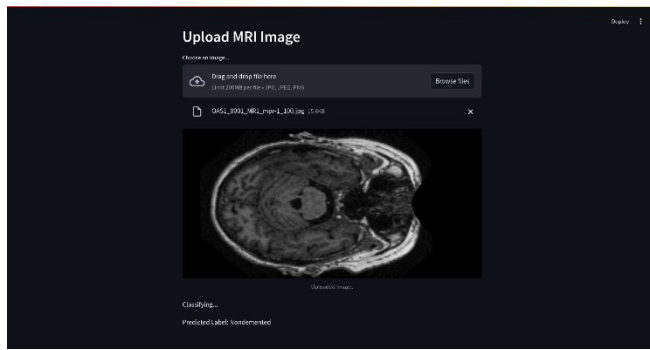 Deploy
Upload MRI Image
Choose an image...
Drag and drop file here
Limit 200MB per file • JPG, JPEG, PNG
Browse files
OAS1_0001_MR1_mpr-1_100.jpg 15.6KB
Uploaded Image.
Classifying...
Predicted Label: Nondemented